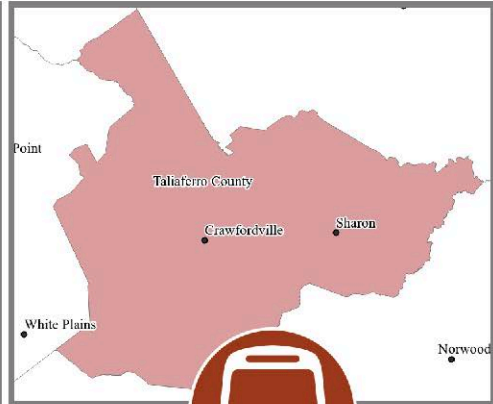 Point
Taliaferro County
Sharon
Crawfordville
White Plains
Norwood